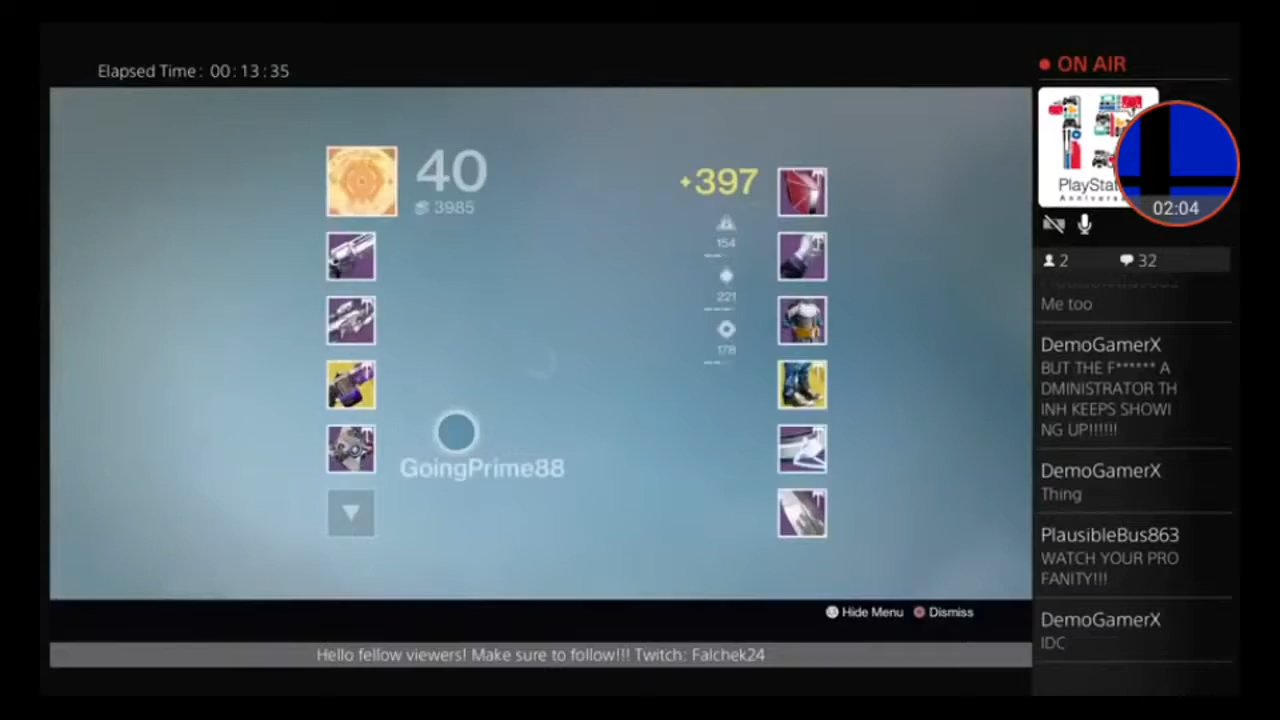 Elapsed Time: 00:13:35
ON AIR
PlayStat
02:04
40
3985
+397
154
221
178
GoingPrime88
2
32
Me too
DemoGamerX
BUT THE F****** A
DMINISTRATOR TH
INH KEEPS SHOWI
NG UP!!!!!!
DemoGamerX
Thing
PlausibleBus863
WATCH YOUR PRO
FANITY!!!
DemoGamerX
IDC
Hide Menu
Dismiss
Hello fellow viewers! Make sure to follow!!! Twitch: Falchek24